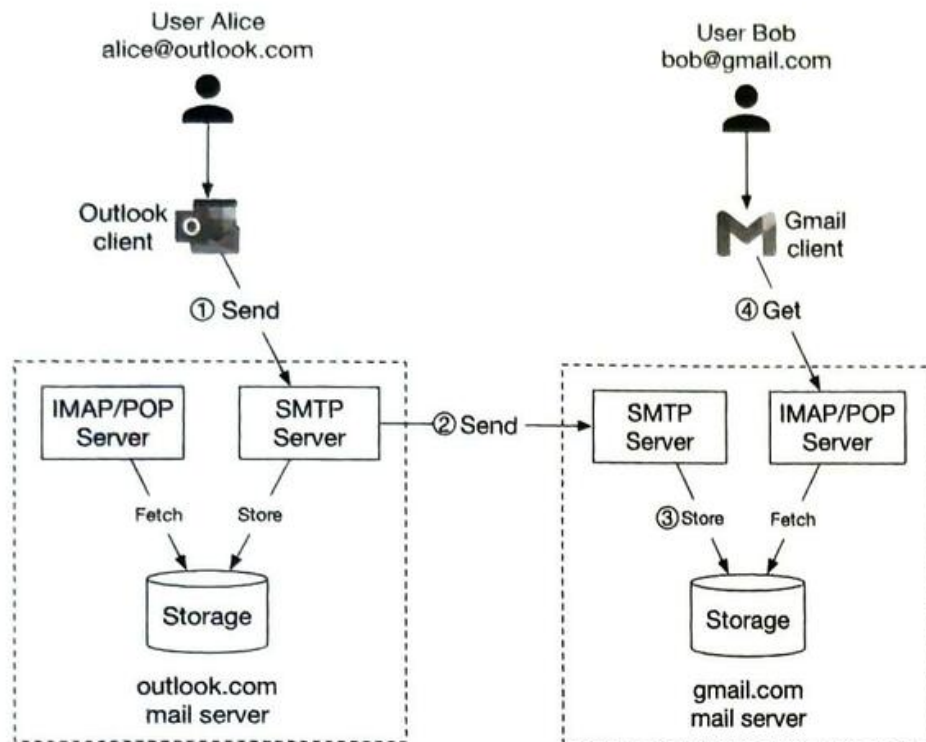 User Alice
alice@outlook.com
User Bob
bob@gmail.com
Outlook
client
Gmail
client
① Send
④ Get
IMAP/POP
Server
SMTP
Server
② Send
SMTP
Server
IMAP/POP
Server
Fetch
Store
③ Store
Fetch
Storage
Storage
outlook.com
mail server
gmail.com
mail server